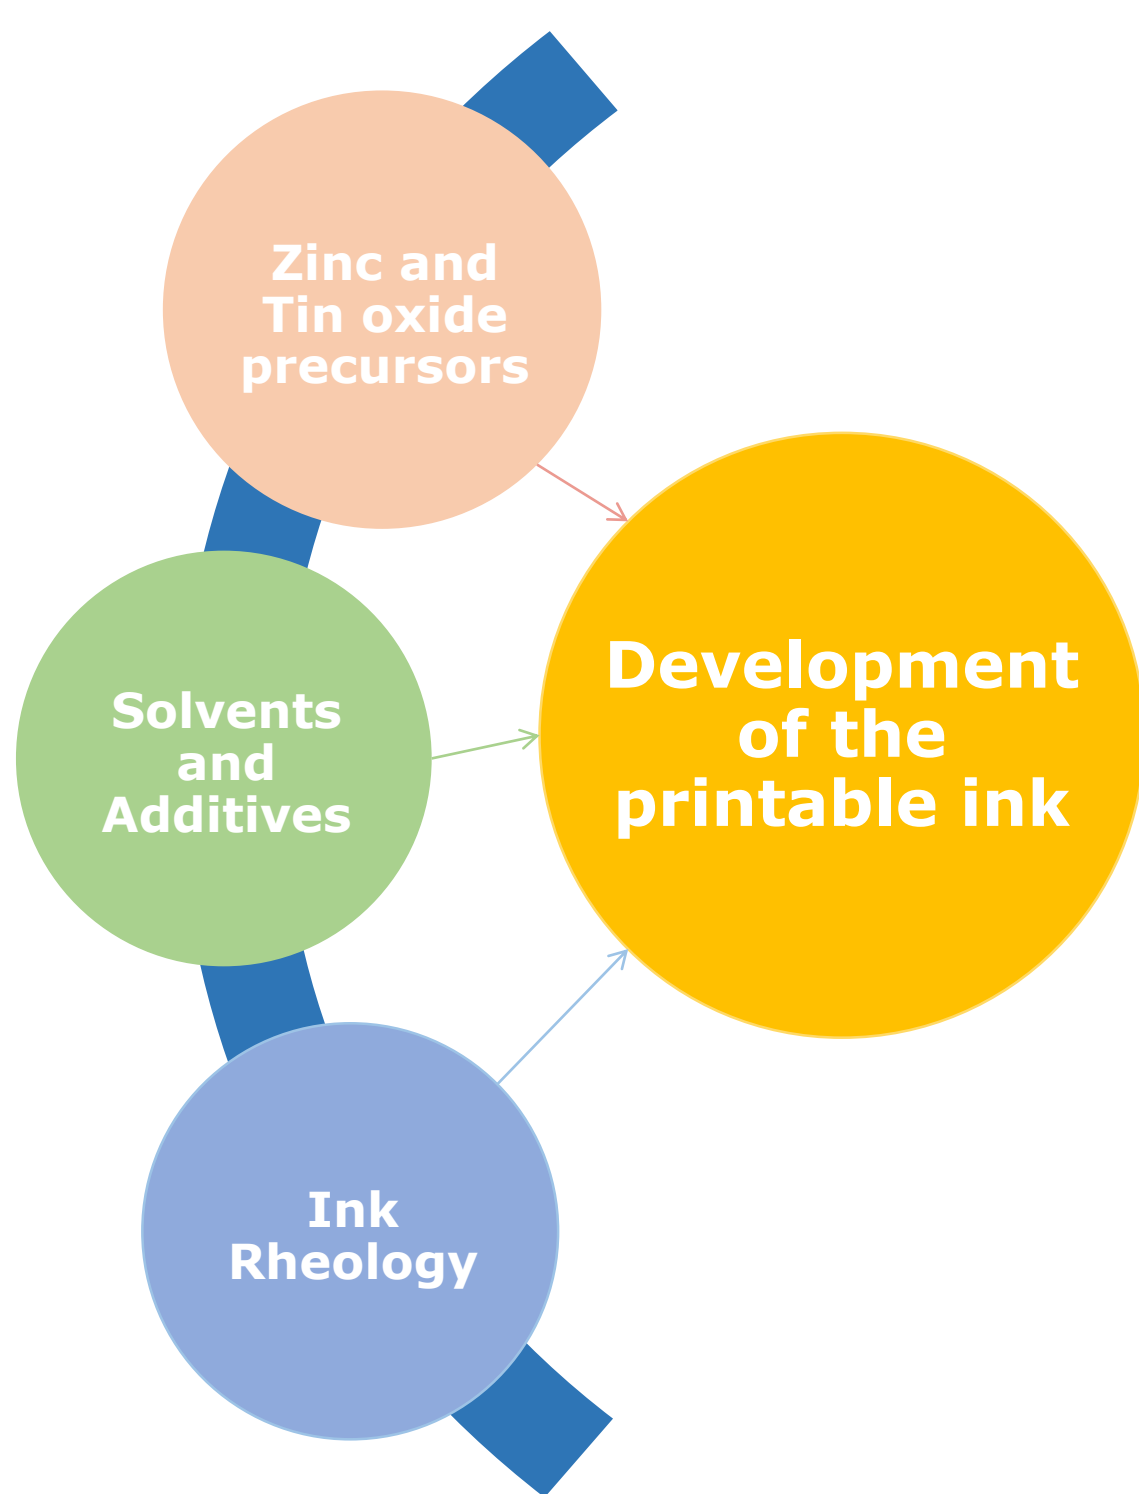 Zinc and
Tin oxide
precursors
Development
of the
printable ink
Solvents
and
Additives
Ink
Rheology